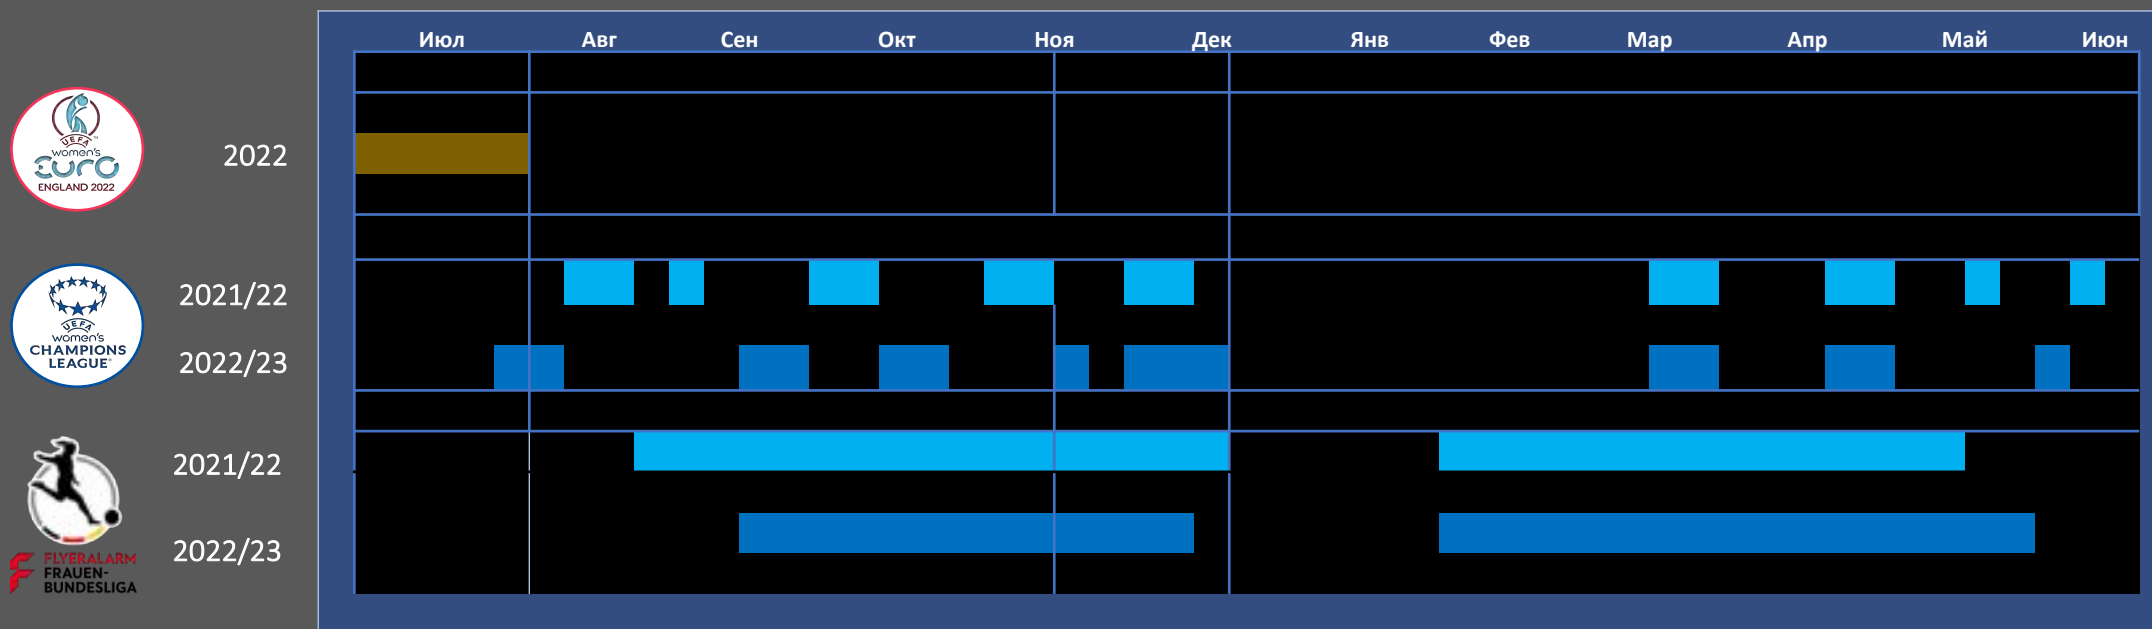 Июл Авг Сен Окт Ноя Дек Янв Фев Мар Апр Май Июн
UEFA
women's
EURO
ENGLAND 2022
2022
UEFA
women's
CHAMPIONS
LEAGUE
2021/22
2022/23
FLYERALARM
FRAUEN-
BUNDESLIGA
2021/22
2022/23